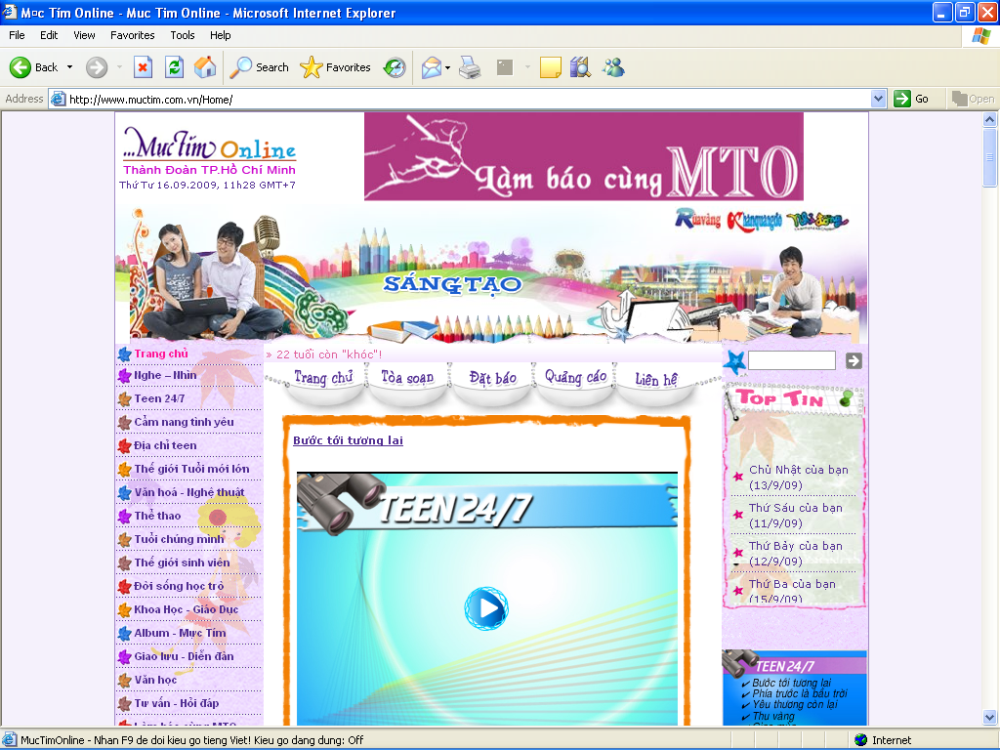 Mực Tím Online - Muc Tim Online - Microsoft Internet Explorer
File Edit View Favorites Tools Help
Back Search Favorites
Address http://www.muctim.com.vn/Home/ Go Open
...Mực Tím Online
Thành Đoàn TP.Hồ Chí Minh
Thứ Tư 16.09.2009, 11h28 GMT+7
Làm báo cùng MTO
Rùavàng Khănquàngđỏ Nhi đồng
SÁNG TẠO
» 22 tuổi còn "khóc"!
Trang chủ
Tòa soạn
Đặt báo
Quảng cáo
Liên hệ
Trang chủ
Nghe – Nhìn
Teen 24/7
Cẩm nang tình yêu
Địa chỉ teen
Thế giới Tuổi mới lớn
Văn hoá - Nghệ thuật
Thể thao
Tuổi chúng mình
Thế giới sinh viên
Đời sống học trò
Khoa Học - Giáo Dục
Album - Mực Tím
Giao lưu - Diễn đàn
Văn học
Tư vấn - Hỏi đáp
Làm báo cùng MTO
Bước tới tương lai
TEEN 24/7
TOP TIN
Chủ Nhật của bạn
(13/9/09)
Thứ Sáu của bạn
(11/9/09)
Thứ Bảy của bạn
(12/9/09)
Thứ Ba của bạn
(15/9/09)
TEEN 24/7
Bước tới tương lai
Phía trước là bầu trời
Yêu thương còn lại
Thu vàng
MucTimOnline - Nhan F9 de doi kieu go tieng Viet! Kieu go dang dung: Off
Internet